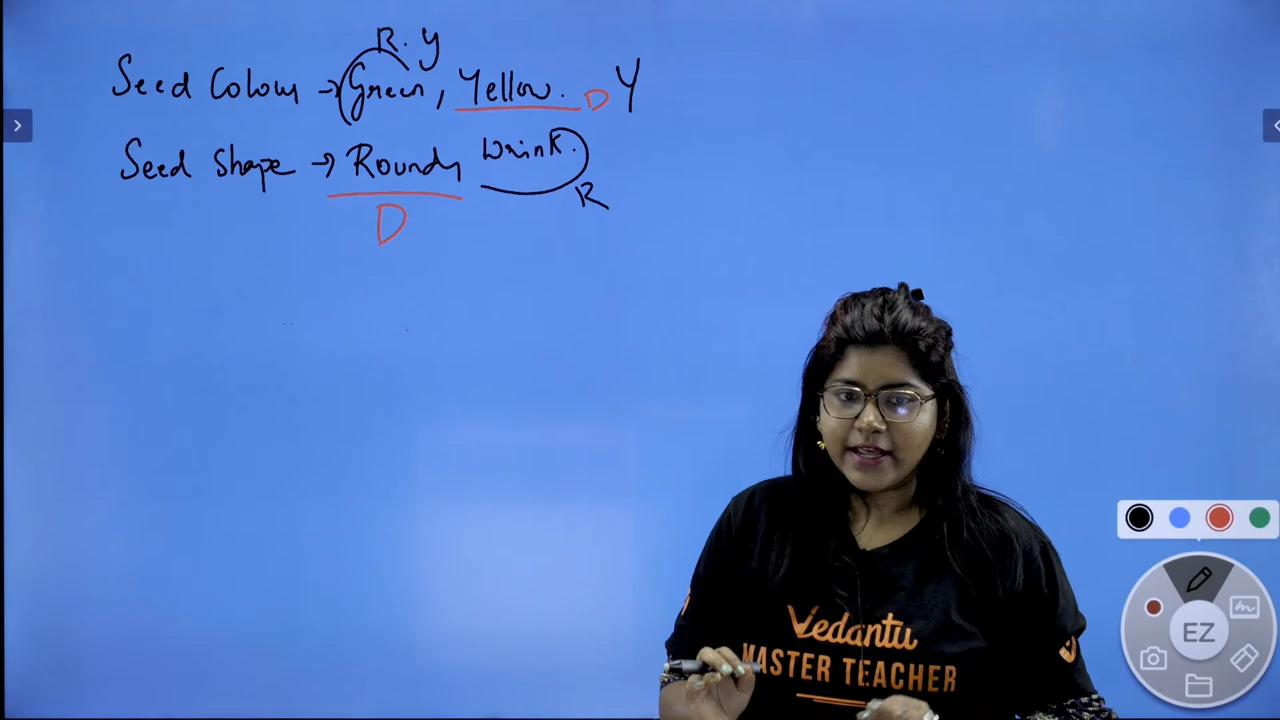 R. y
Seed Colour → Green, Yellow. D Y
Seed Shape → Round, Wrink.
R
D
Vedantu
MASTER TEACHER
EZ